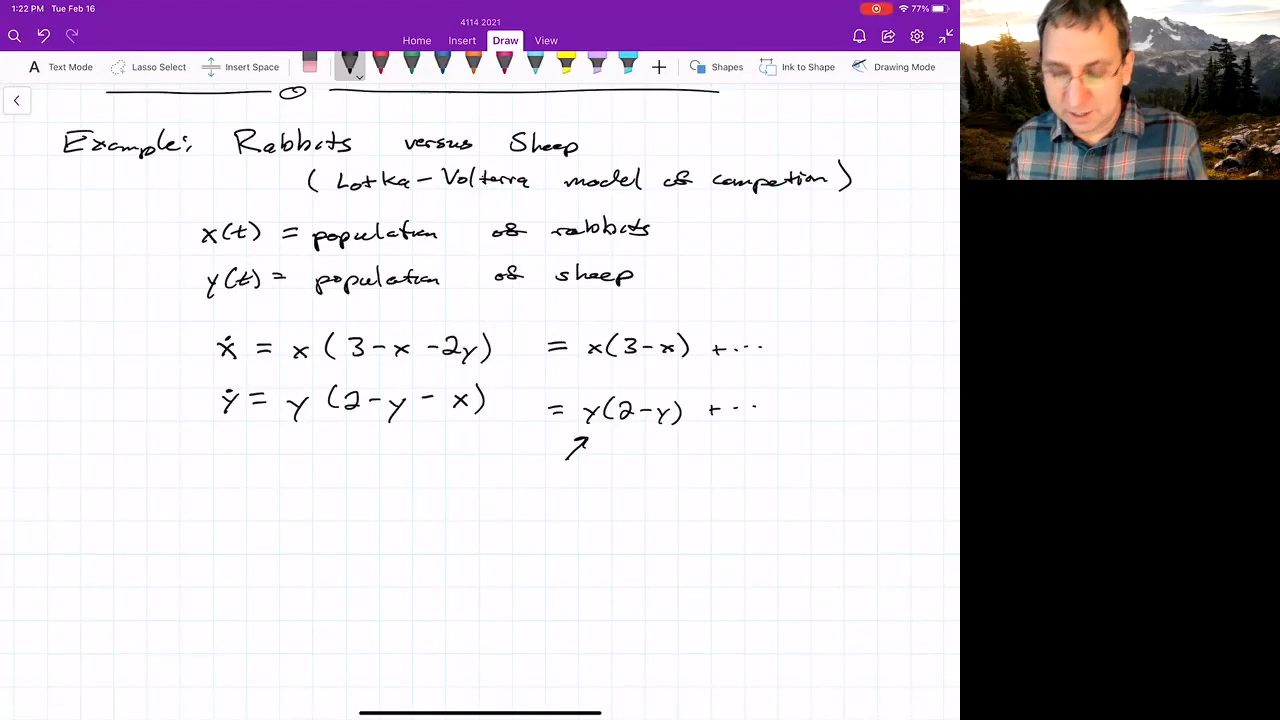 1:22 PM Tue Feb 16
77%
4114 2021
Home Insert Draw View
A Text Mode Lasso Select Insert Space Shapes Ink to Shape Drawing Mode
Example: Rabbits versus Sheep
(Lotka-Volterra model of compettion)
x(t) = population of rabbits
y(t) = population of sheep
ẋ = x (3-x-2y) = x(3-x) + ...
ẏ = y (2-y-x) = y(2-y) + ...